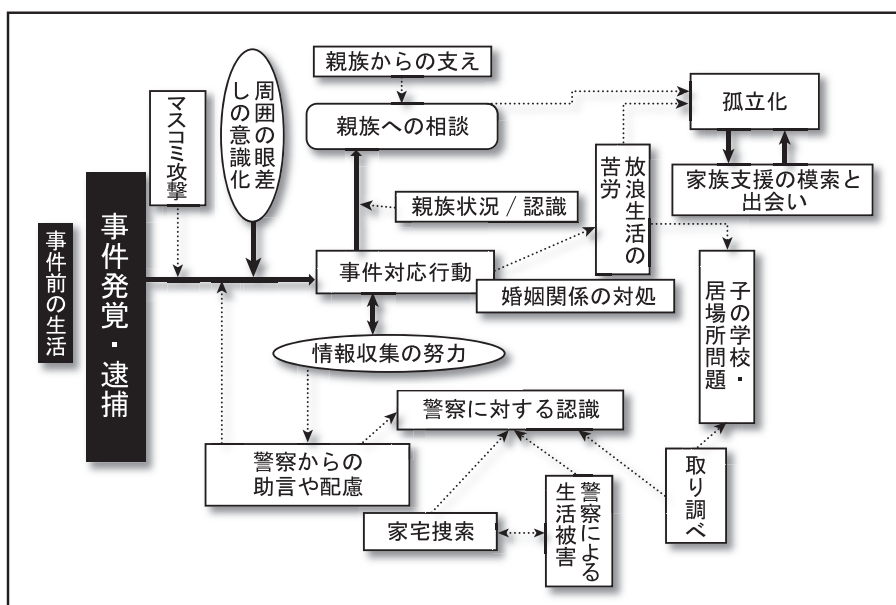 事件前の生活
事件発覚・逮捕
マスコミ攻撃
周囲の眼差
しの意識化
親族からの支え
親族への相談
親族状況 / 認識
事件対応行動
婚姻関係の対処
情報収集の努力
放浪生活の
苦労
孤立化
家族支援の模索と
出会い
子の学校・
居場所問題
警察に対する認識
警察からの
助言や配慮
家宅捜索
警察による
生活被害
取り調べ